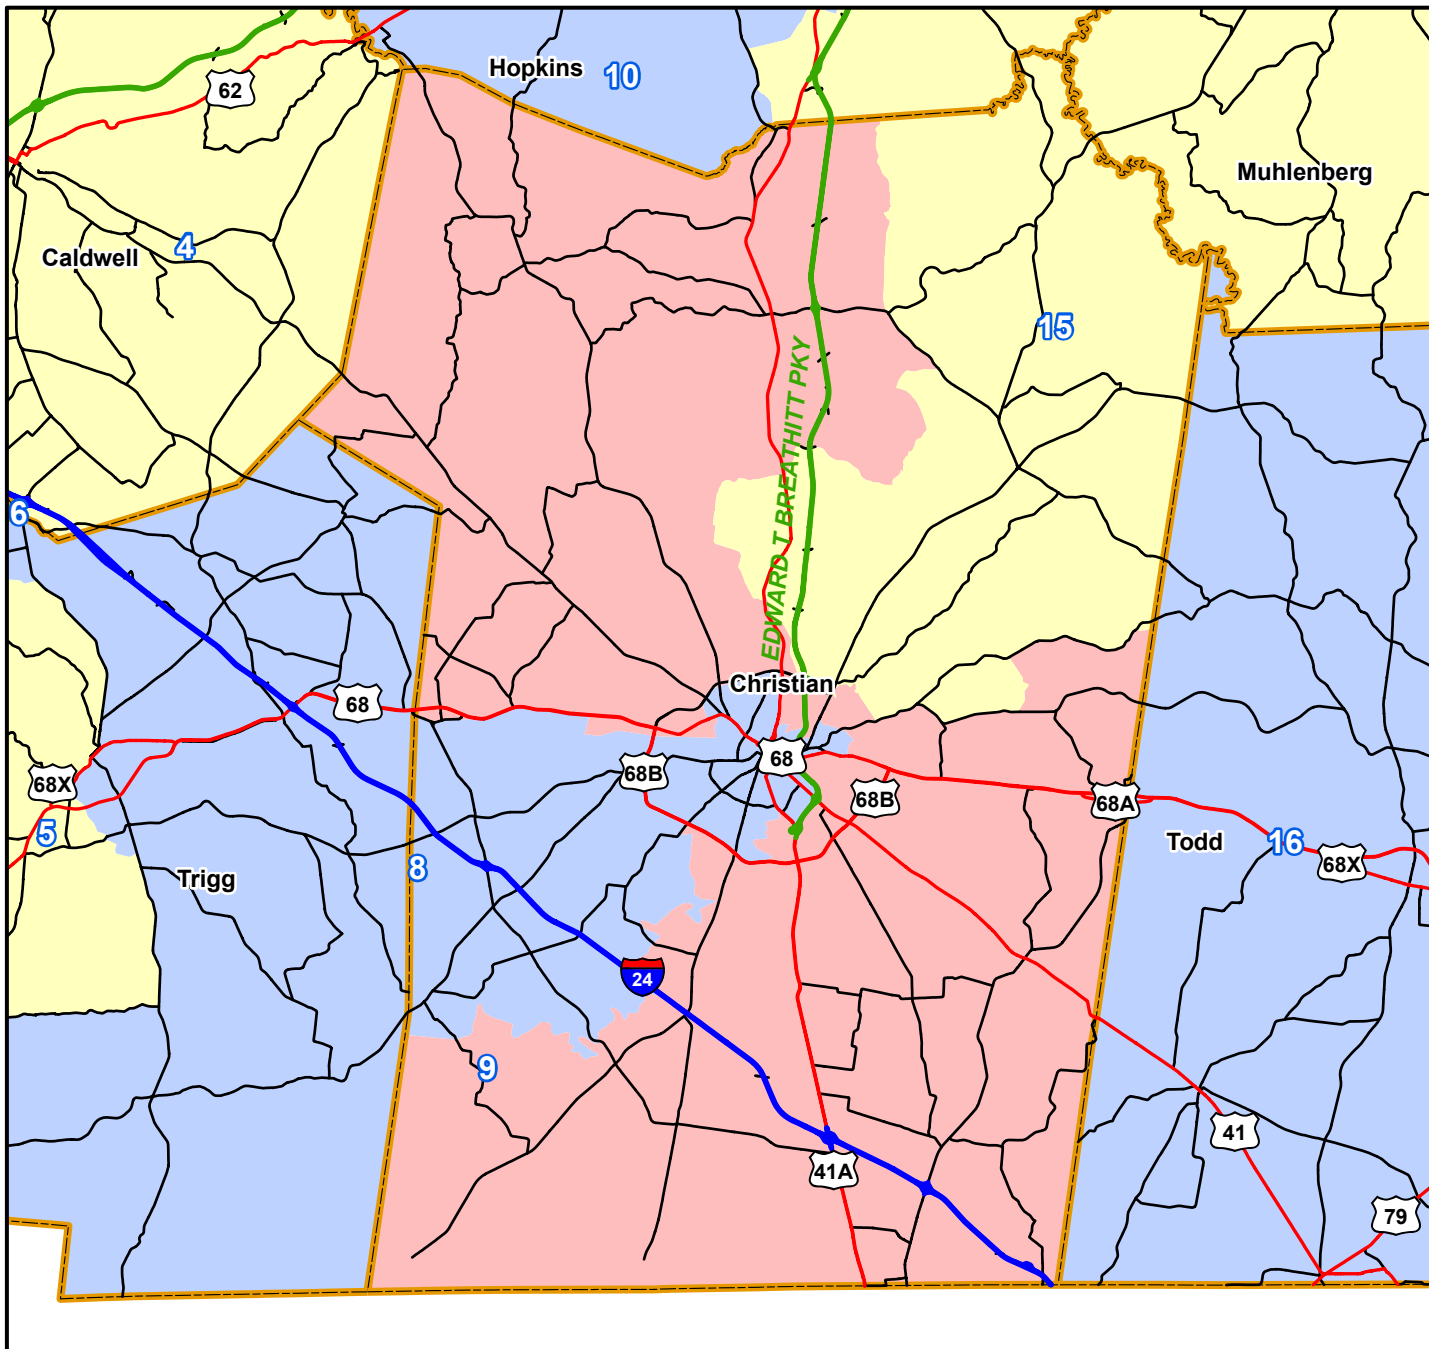 Hopkins
10
62
Muhlenberg
Caldwell
4
15
EDWARD T BREATHITT PKY
6
Christian
68
68
68B
68X
68B
68A
5
8
Trigg
Todd
16
68X
24
9
41
41A
79